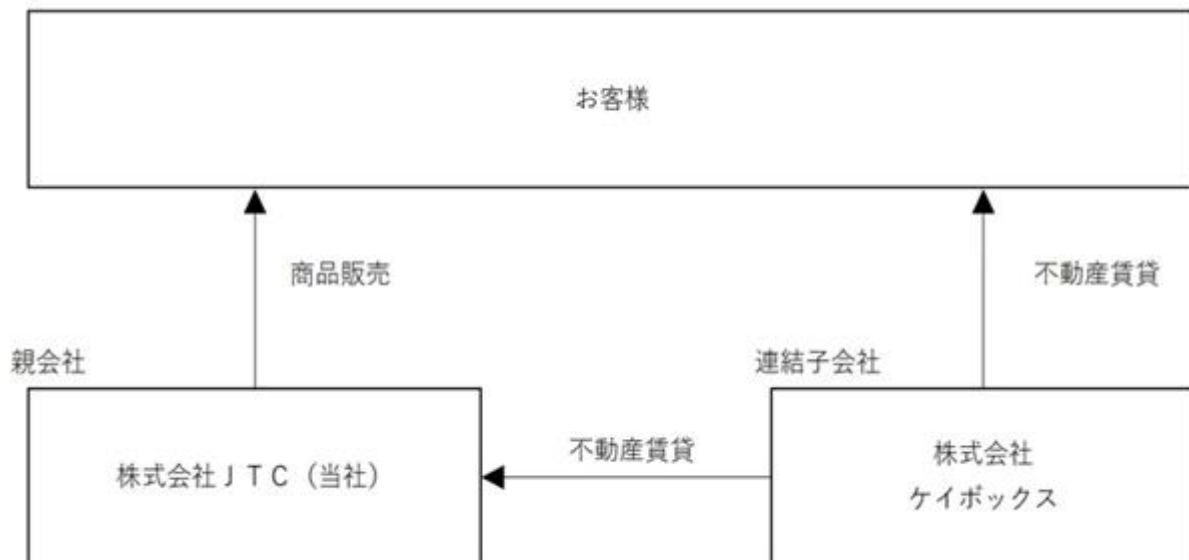 お客様
商品販売
不動産賃貸
親会社
連結子会社
株式会社ＪＴＣ（当社）
不動産賃貸
株式会社
ケイボックス